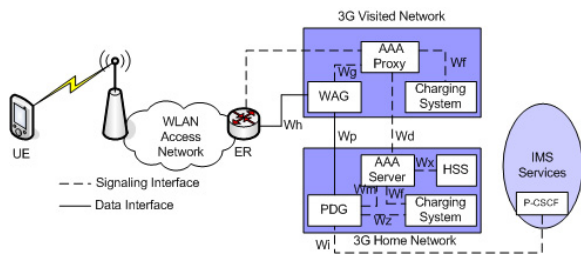 3G Visited Network
AAA
Proxy
Wf
Wg
WAG
Charging
System
WLAN
Access
Network
UE
ER
Wh
Wp
Wd
AAA
Server
Wx
HSS
IMS
Services
Signaling Interface
Data Interface
Wm
Wf
PDG
Wz
Charging
System
P-CSCF
Wi
3G Home Network